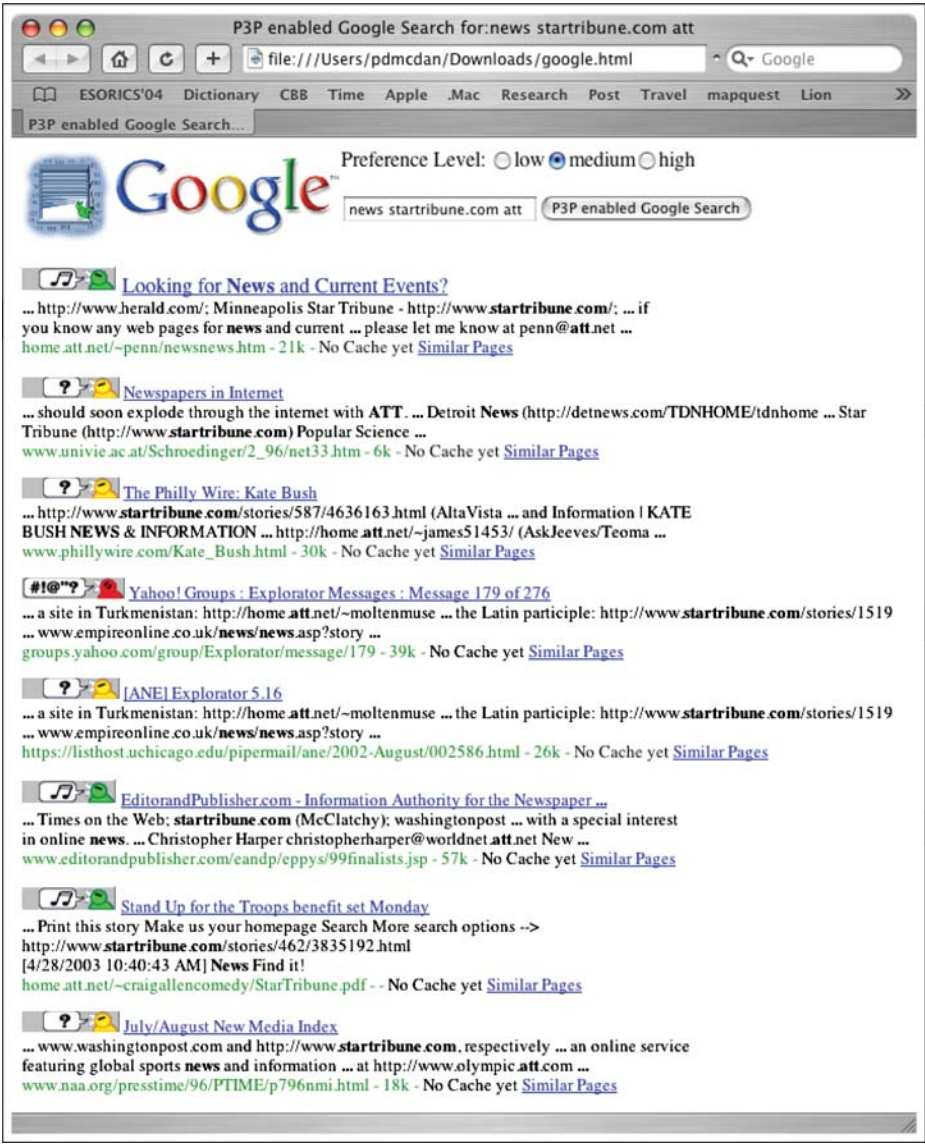 P3P enabled Google Search for:news startribune.com att
file:///Users/pdmcdan/Downloads/google.html
Google
ESORICS'04 Dictionary CBB Time Apple .Mac Research Post Travel mapquest Lion »
P3P enabled Google Search...
Preference Level: low medium high
Google™
news startribune.com att P3P enabled Google Search
Looking for News and Current Events?
... http://www.herald.com/; Minneapolis Star Tribune - http://www.startribune.com/; ... if
you know any web pages for news and current ... please let me know at penn@att.net ...
home.att.net/~penn/newsnews.htm - 21k - No Cache yet Similar Pages
? Newspapers in Internet
... should soon explode through the internet with ATT. ... Detroit News (http://detnews.com/TDNHOME/tdnhome ... Star
Tribune (http://www.startribune.com) Popular Science ...
www.univie.ac.at/Schroedinger/2_96/net33.htm - 6k - No Cache yet Similar Pages
? The Philly Wire: Kate Bush
... http://www.startribune.com/stories/587/4636163.html (AltaVista ... and Information | KATE
BUSH NEWS & INFORMATION ... http://home.att.net/~james51453/ (AskJeeves/Teoma ...
www.phillywire.com/Kate_Bush.html - 30k - No Cache yet Similar Pages
#!@"? Yahoo! Groups : Explorator Messages : Message 179 of 276
... a site in Turkmenistan: http://home.att.net/~moltenmuse ... the Latin participle: http://www.startribune.com/stories/1519
... www.empireonline.co.uk/news/news.asp?story ...
groups.yahoo.com/group/Explorator/message/179 - 39k - No Cache yet Similar Pages
? [ANE] Explorator 5.16
... a site in Turkmenistan: http://home.att.net/~moltenmuse ... the Latin participle: http://www.startribune.com/stories/1519
... www.empireonline.co.uk/news/news.asp?story ...
https://listhost.uchicago.edu/pipermail/ane/2002-August/002586.html - 26k - No Cache yet Similar Pages
EditorandPublisher.com - Information Authority for the Newspaper ...
... Times on the Web; startribune.com (McClatchy); washingtonpost ... with a special interest
in online news. ... Christopher Harper christopherharper@worldnet.att.net New ...
www.editorandpublisher.com/eandp/eppys/99finalists.jsp - 57k - No Cache yet Similar Pages
Stand Up for the Troops benefit set Monday
... Print this story Make us your homepage Search More search options -->
http://www.startribune.com/stories/462/3835192.html
[4/28/2003 10:40:43 AM] News Find it!
home.att.net/~craigallencomedy/StarTribune.pdf - - No Cache yet Similar Pages
? July/August New Media Index
... www.washingtonpost.com and http://www.startribune.com, respectively ... an online service
featuring global sports news and information ... at http://www.olympic.att.com ...
www.naa.org/presstime/96/PTIME/p796nmi.html - 18k - No Cache yet Similar Pages